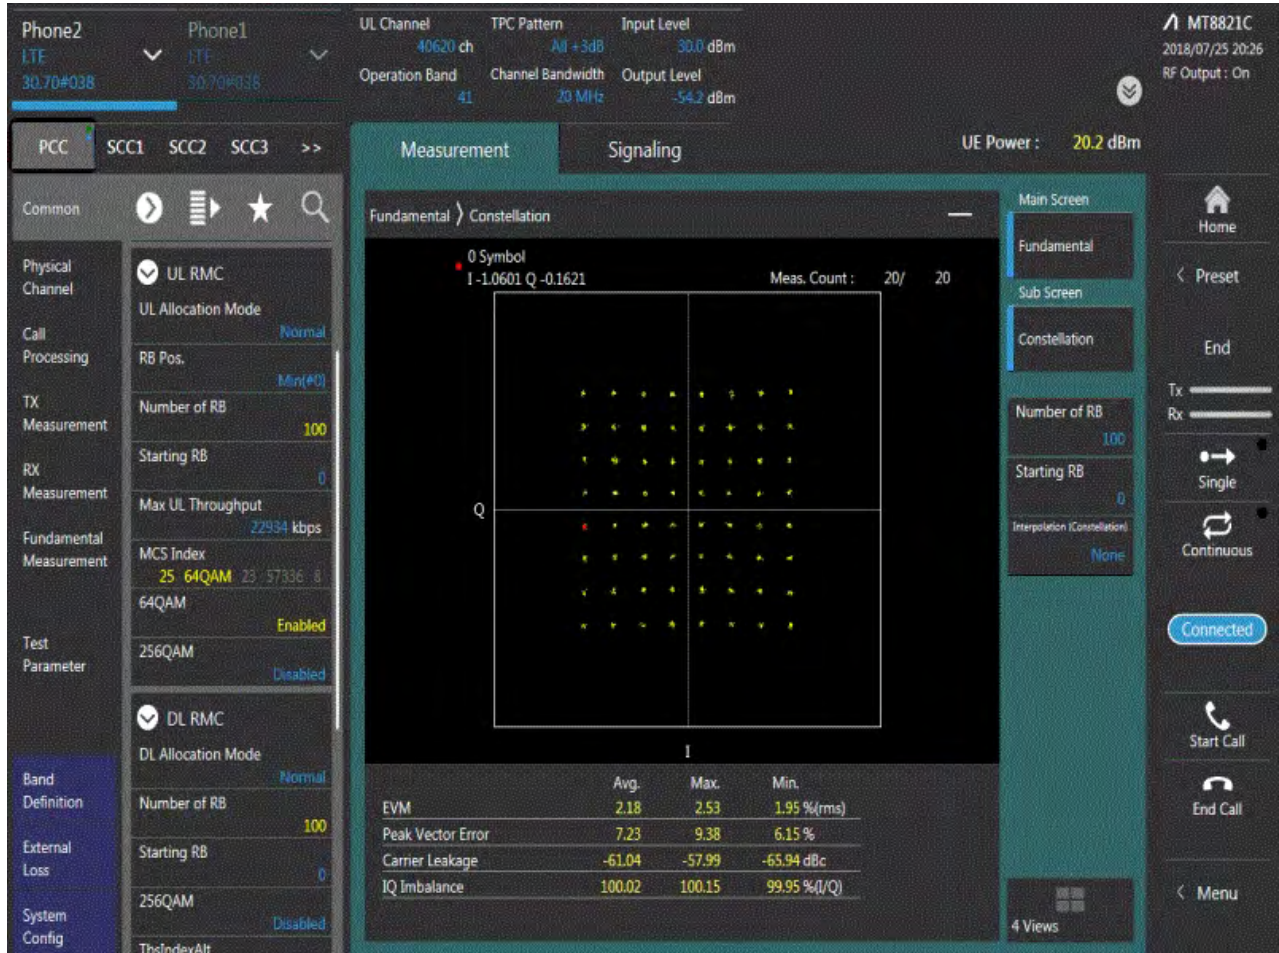 Phone2
LTE
30.70#038
Phone1
LTE
30.70#038
UL Channel
40620 ch
TPC Pattern
All +3dB
Input Level
30.0 dBm
Operation Band
41
Channel Bandwidth
20 MHz
Output Level
-54.2 dBm
MT8821C
2018/07/25 20:26
RF Output : On
PCC SCC1 SCC2 SCC3 >>
Measurement
Signaling
UE Power : 20.2 dBm
Common
Physical
Channel
Call
Processing
TX
Measurement
RX
Measurement
Fundamental
Measurement
Test
Parameter
Band
Definition
External
Loss
System
Config
UL RMC
UL Allocation Mode
Normal
RB Pos.
Min(#0)
Number of RB
100
Starting RB
0
Max UL Throughput
22934 kbps
MCS Index
25 64QAM 23 57336 8
64QAM
Enabled
256QAM
Disabled
DL RMC
DL Allocation Mode
Normal
Number of RB
100
Starting RB
0
256QAM
Disabled
TbsIndexAlt
Fundamental 〉 Constellation
0 Symbol
I -1.0601 Q -0.1621
Meas. Count : 20/ 20
Q
I
Avg. Max. Min.
EVM 2.18 2.53 1.95 %(rms)
Peak Vector Error 7.23 9.38 6.15 %
Carrier Leakage -61.04 -57.99 -65.94 dBc
IQ Imbalance 100.02 100.15 99.95 %(I/Q)
Main Screen
Fundamental
Sub Screen
Constellation
Number of RB
100
Starting RB
0
Interpolation (Constellation)
None
4 Views
Home
< Preset
End
Tx
Rx
Single
Continuous
Connected
Start Call
End Call
< Menu